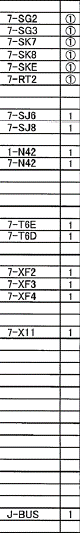 7-SG2 ①
7-SG3 ①
7-SK7 ①
7-SK8 ①
7-SKE ①
7-RT2 ①
7-SJ6 1
7-SJ8 1
1-N42 1
7-N42 1
7-T6E 1
7-T6D 1
7-XF2 1
7-XF3 1
7-XF4 1
7-X11 1
J-BUS 1